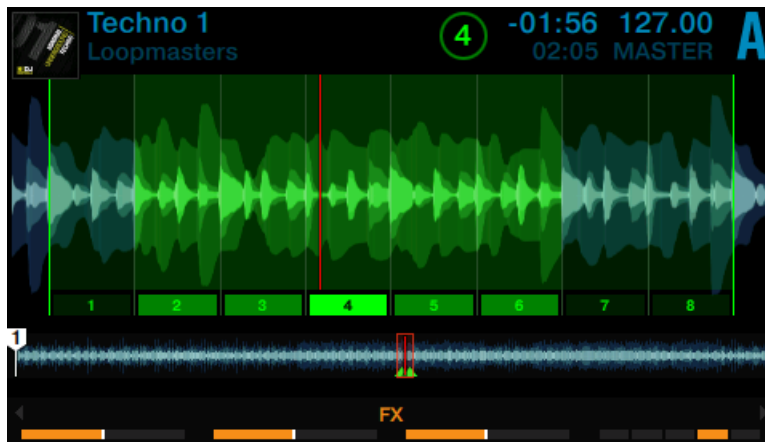 Techno 1
Loopmasters
4
-01:56 127.00
02:05 MASTER
A
1 2 3 4 5 6 7 8
1
FX